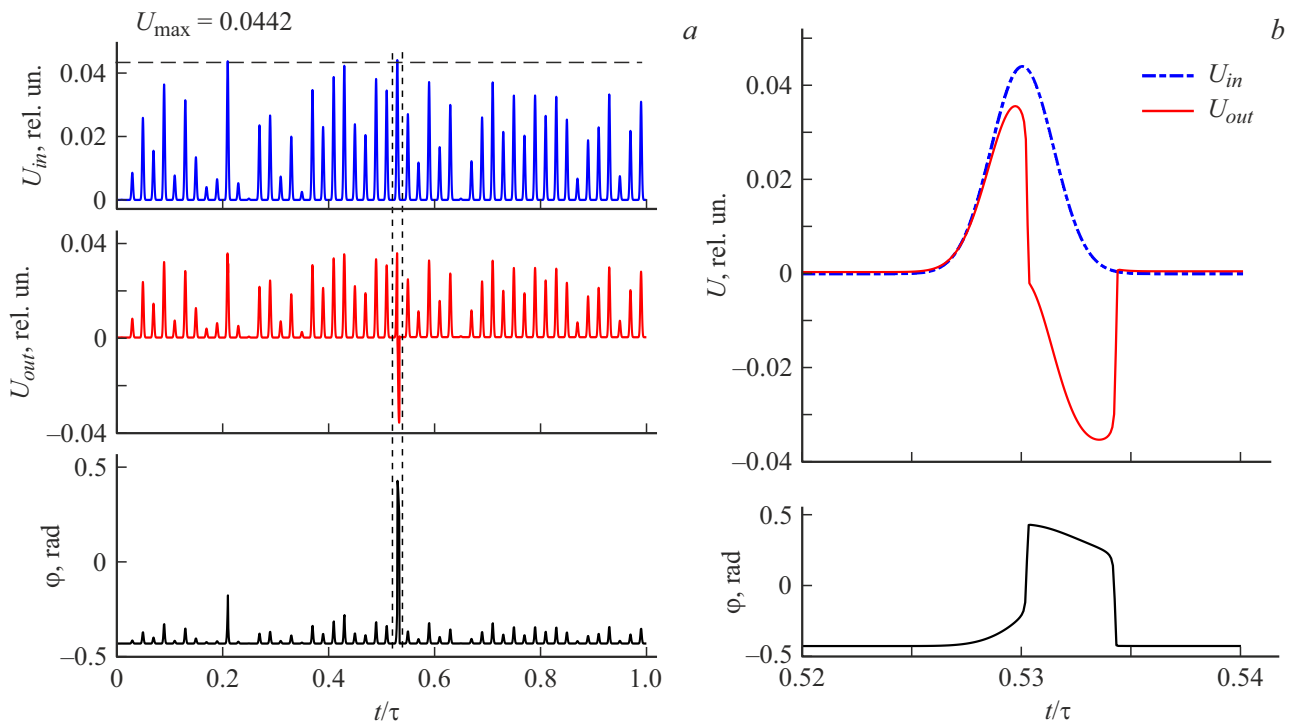 U_max = 0.0442
a
0.04
0.02
0
U_in, rel. un.
0.04
0
−0.04
U_out, rel. un.
0.5
0
−0.5
φ, rad
0 0.2 0.4 0.6 0.8 1.0
t/τ
b
U_in
U_out
0.04
0.02
0
−0.02
−0.04
U, rel. un.
0.5
0
−0.5
φ, rad
0.52 0.53 0.54
t/τ